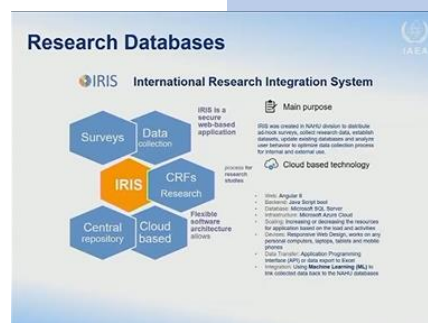 Research Databases
IAEA
IRIS International Research Integration System
Surveys
Data
collection
IRIS
CRFs
Research
Central
repository
Cloud
based
IRIS is a
secure
web-based
application
process for
research
studies
Flexible
software
architecture
allows
Main purpose
IRIS was created in NAHU division to distribute
ad-hock surveys, collect research data, establish
datasets, update existing databases and analyze
user behavior to optimize data collection process
for internal and external use.
Cloud based technology
Web: Angular 8
Backend: Java Script boot
Database: Microsoft SQL Server
Infrastructure: Microsoft Azure Cloud
Scaling: Increasing or decreasing the resources
for application based on the load and activities
Devices: Responsive Web Design, works on any
personal computers, laptops, tablets and mobile
phones
Data Transfer: Application Programming
Interface (API) or data export to Excel
Integration: Using Machine Learning (ML) to
link collected data back to the NAHU databases